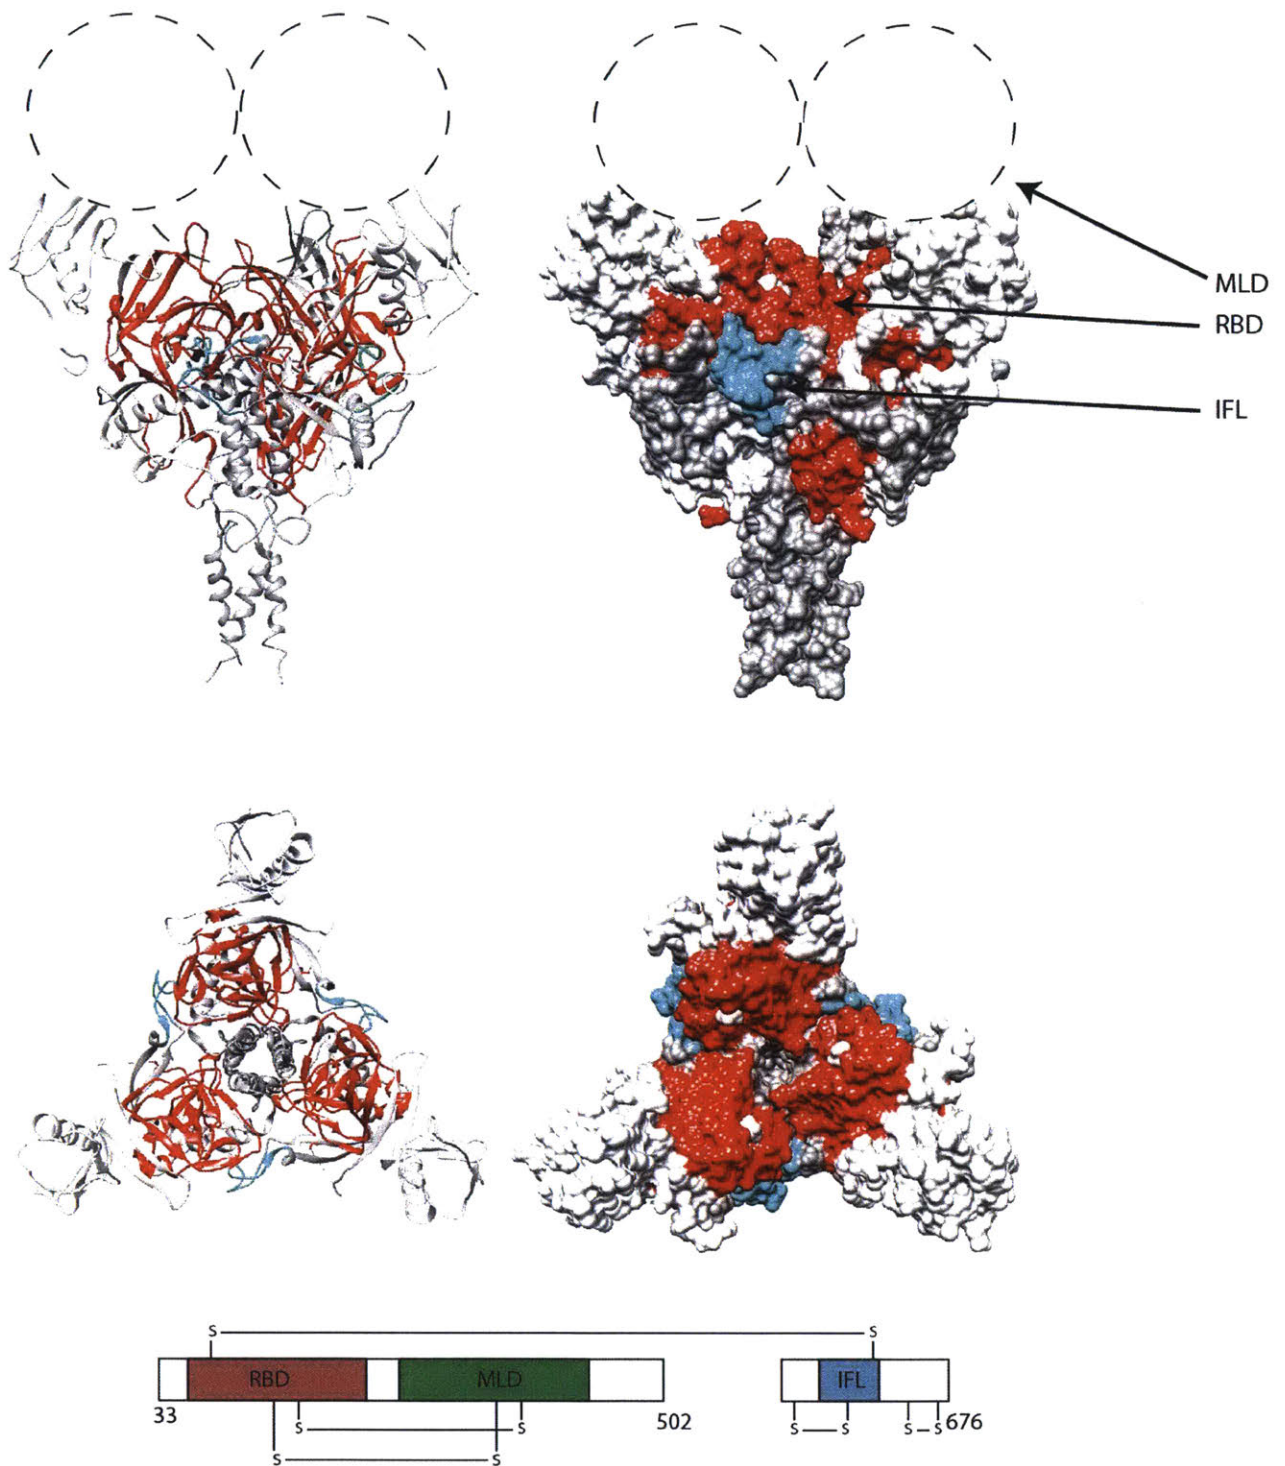 MLD
RBD
IFL
S S
RBD MLD IFL
33 502 676
S S S S S S
S S